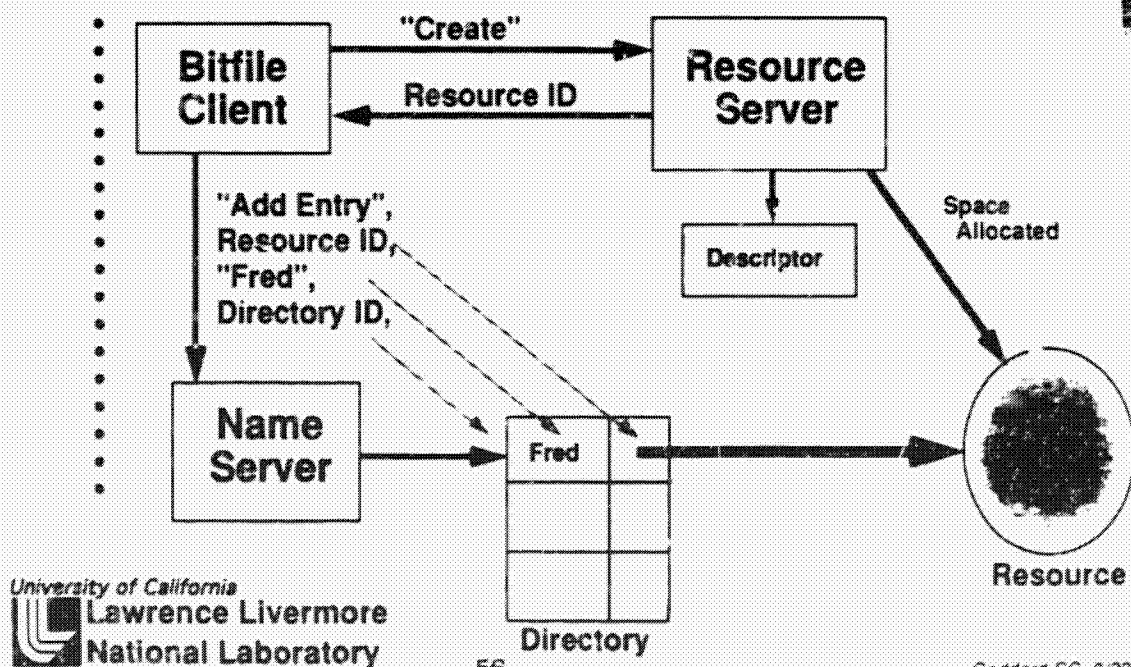 "Create"
Bitfile
Client
Resource
Server
Resource ID
"Add Entry",
Resource ID,
"Fred",
Directory ID,
Space
Allocated
Descriptor
Name
Server
Fred
Resource
Directory
University of California
Lawrence Livermore
National Laboratory
56